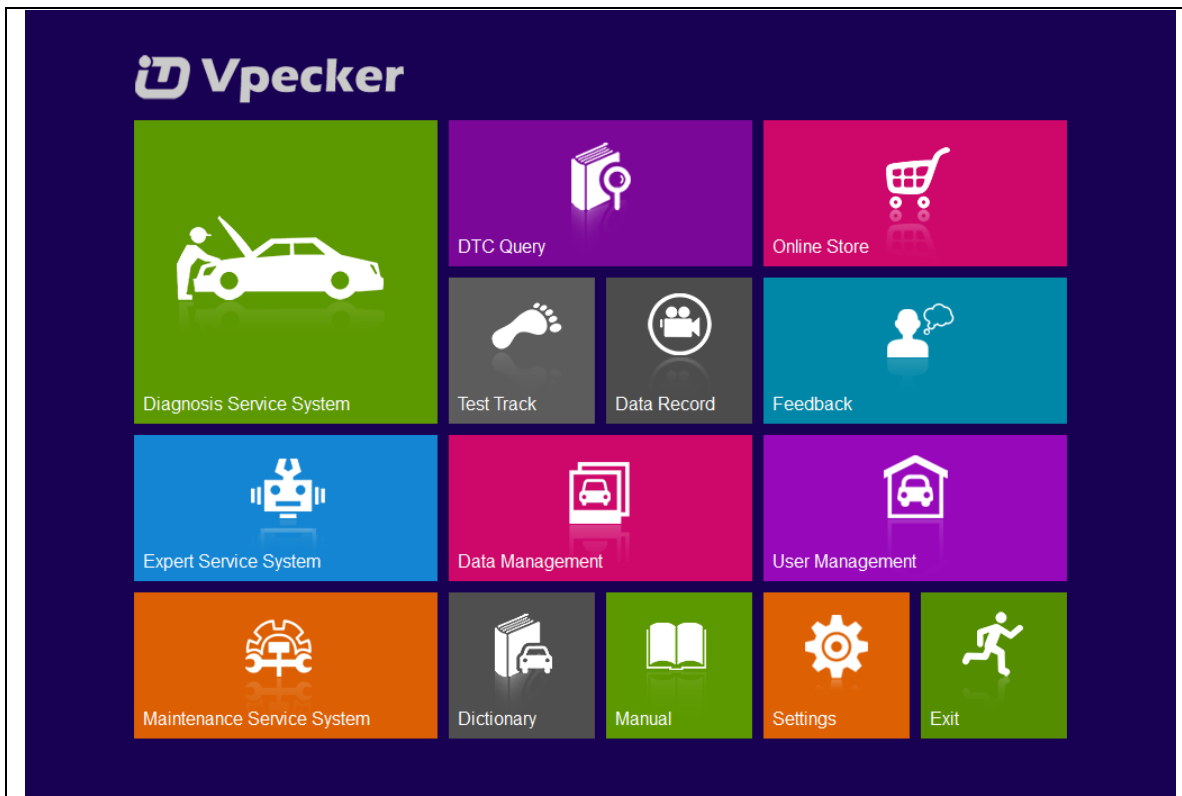 Vpecker
DTC Query
Online Store
Diagnosis Service System
Test Track
Data Record
Feedback
Expert Service System
Data Management
User Management
Maintenance Service System
Dictionary
Manual
Settings
Exit